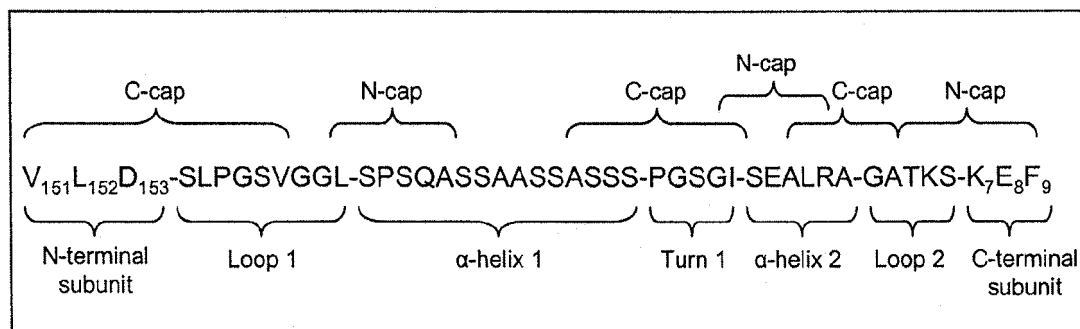 N-cap
C-cap N-cap C-cap C-cap N-cap
V₁₅₁L₁₅₂D₁₅₃-SLPGSVGGL-SPSQASSAASSASSS-PGSGI-SEALRA-GATKS-K₇E₈F₉
N-terminal subunit
Loop 1
α-helix 1
Turn 1
α-helix 2
Loop 2
C-terminal subunit